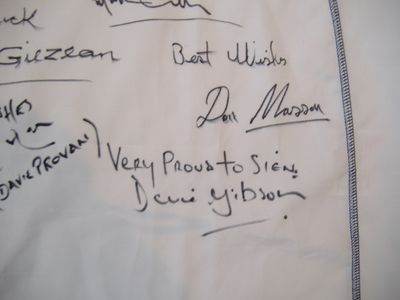 Gilzean
Best Wishes
Don Masson
DAVIE PROVAN
VERY PROUD TO SIGN.
Davie Gibson